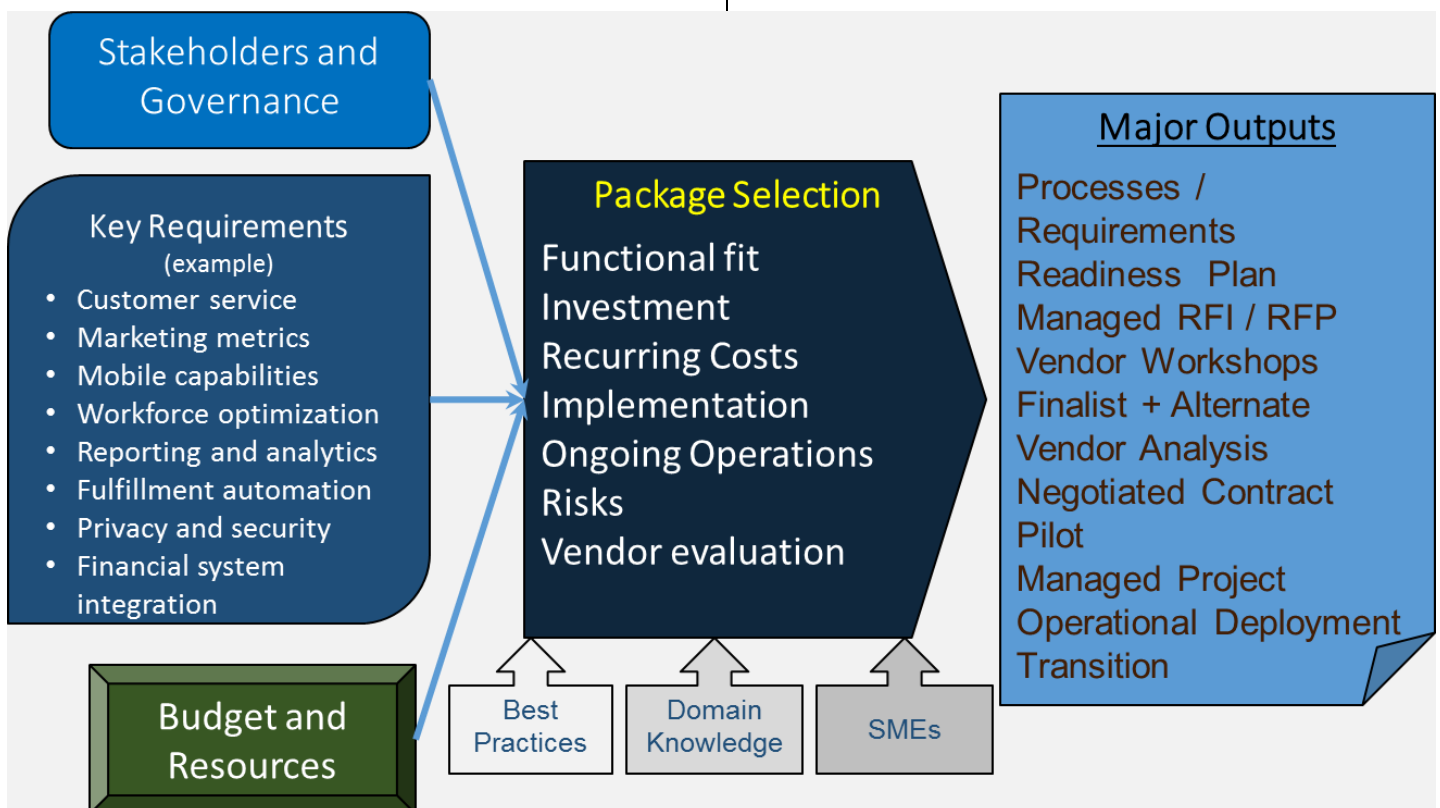 Stakeholders and
Governance
Key Requirements
(example)
• Customer service
• Marketing metrics
• Mobile capabilities
• Workforce optimization
• Reporting and analytics
• Fulfillment automation
• Privacy and security
• Financial system
integration
Budget and
Resources
Package Selection
Functional fit
Investment
Recurring Costs
Implementation
Ongoing Operations
Risks
Vendor evaluation
Best
Practices
Domain
Knowledge
SMEs
Major Outputs
Processes /
Requirements
Readiness Plan
Managed RFI / RFP
Vendor Workshops
Finalist + Alternate
Vendor Analysis
Negotiated Contract
Pilot
Managed Project
Operational Deployment
Transition